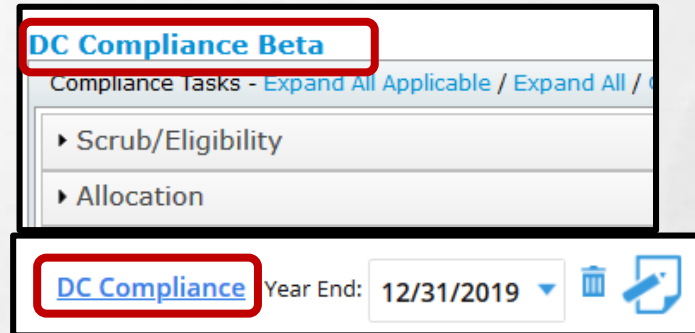 DC Compliance Beta
Compliance Tasks - Expand All Applicable / Expand All /
Scrub/Eligibility
Allocation
DC Compliance Year End: 12/31/2019